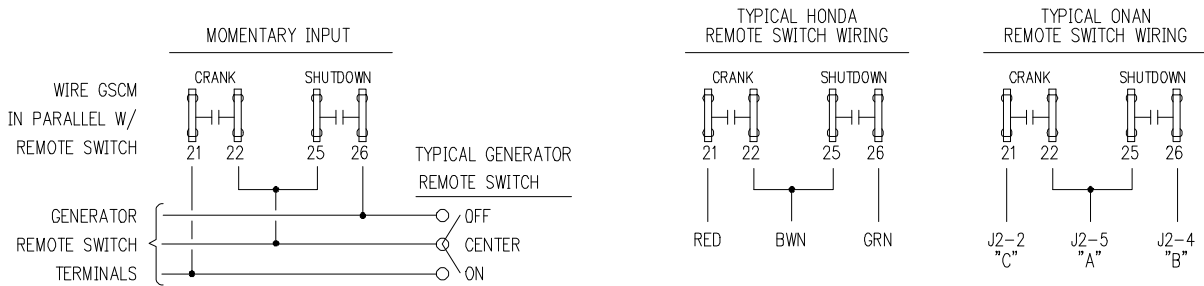 MOMENTARY INPUT
WIRE GSCM
IN PARALLEL W/
REMOTE SWITCH
CRANK SHUTDOWN
21 22 25 26
TYPICAL GENERATOR
REMOTE SWITCH
GENERATOR
REMOTE SWITCH
TERMINALS
OFF
CENTER
ON
TYPICAL HONDA
REMOTE SWITCH WIRING
CRANK SHUTDOWN
21 22 25 26
RED BWN GRN
TYPICAL ONAN
REMOTE SWITCH WIRING
CRANK SHUTDOWN
21 22 25 26
J2-2 J2-5 J2-4
"C" "A" "B"